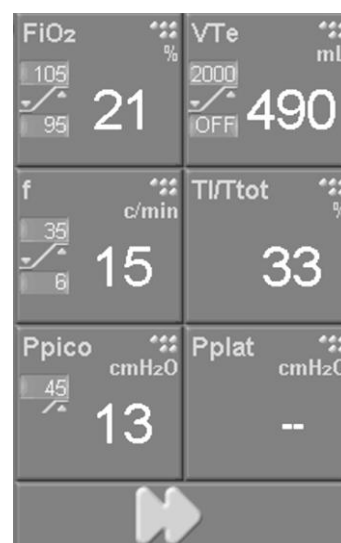 FiO₂
%
105
95
21
VTe
mL
2000
OFF
490
f
c/min
35
6
15
TI/Ttot
%
33
Ppico
cmH₂O
45
13
Pplat
cmH₂O
--